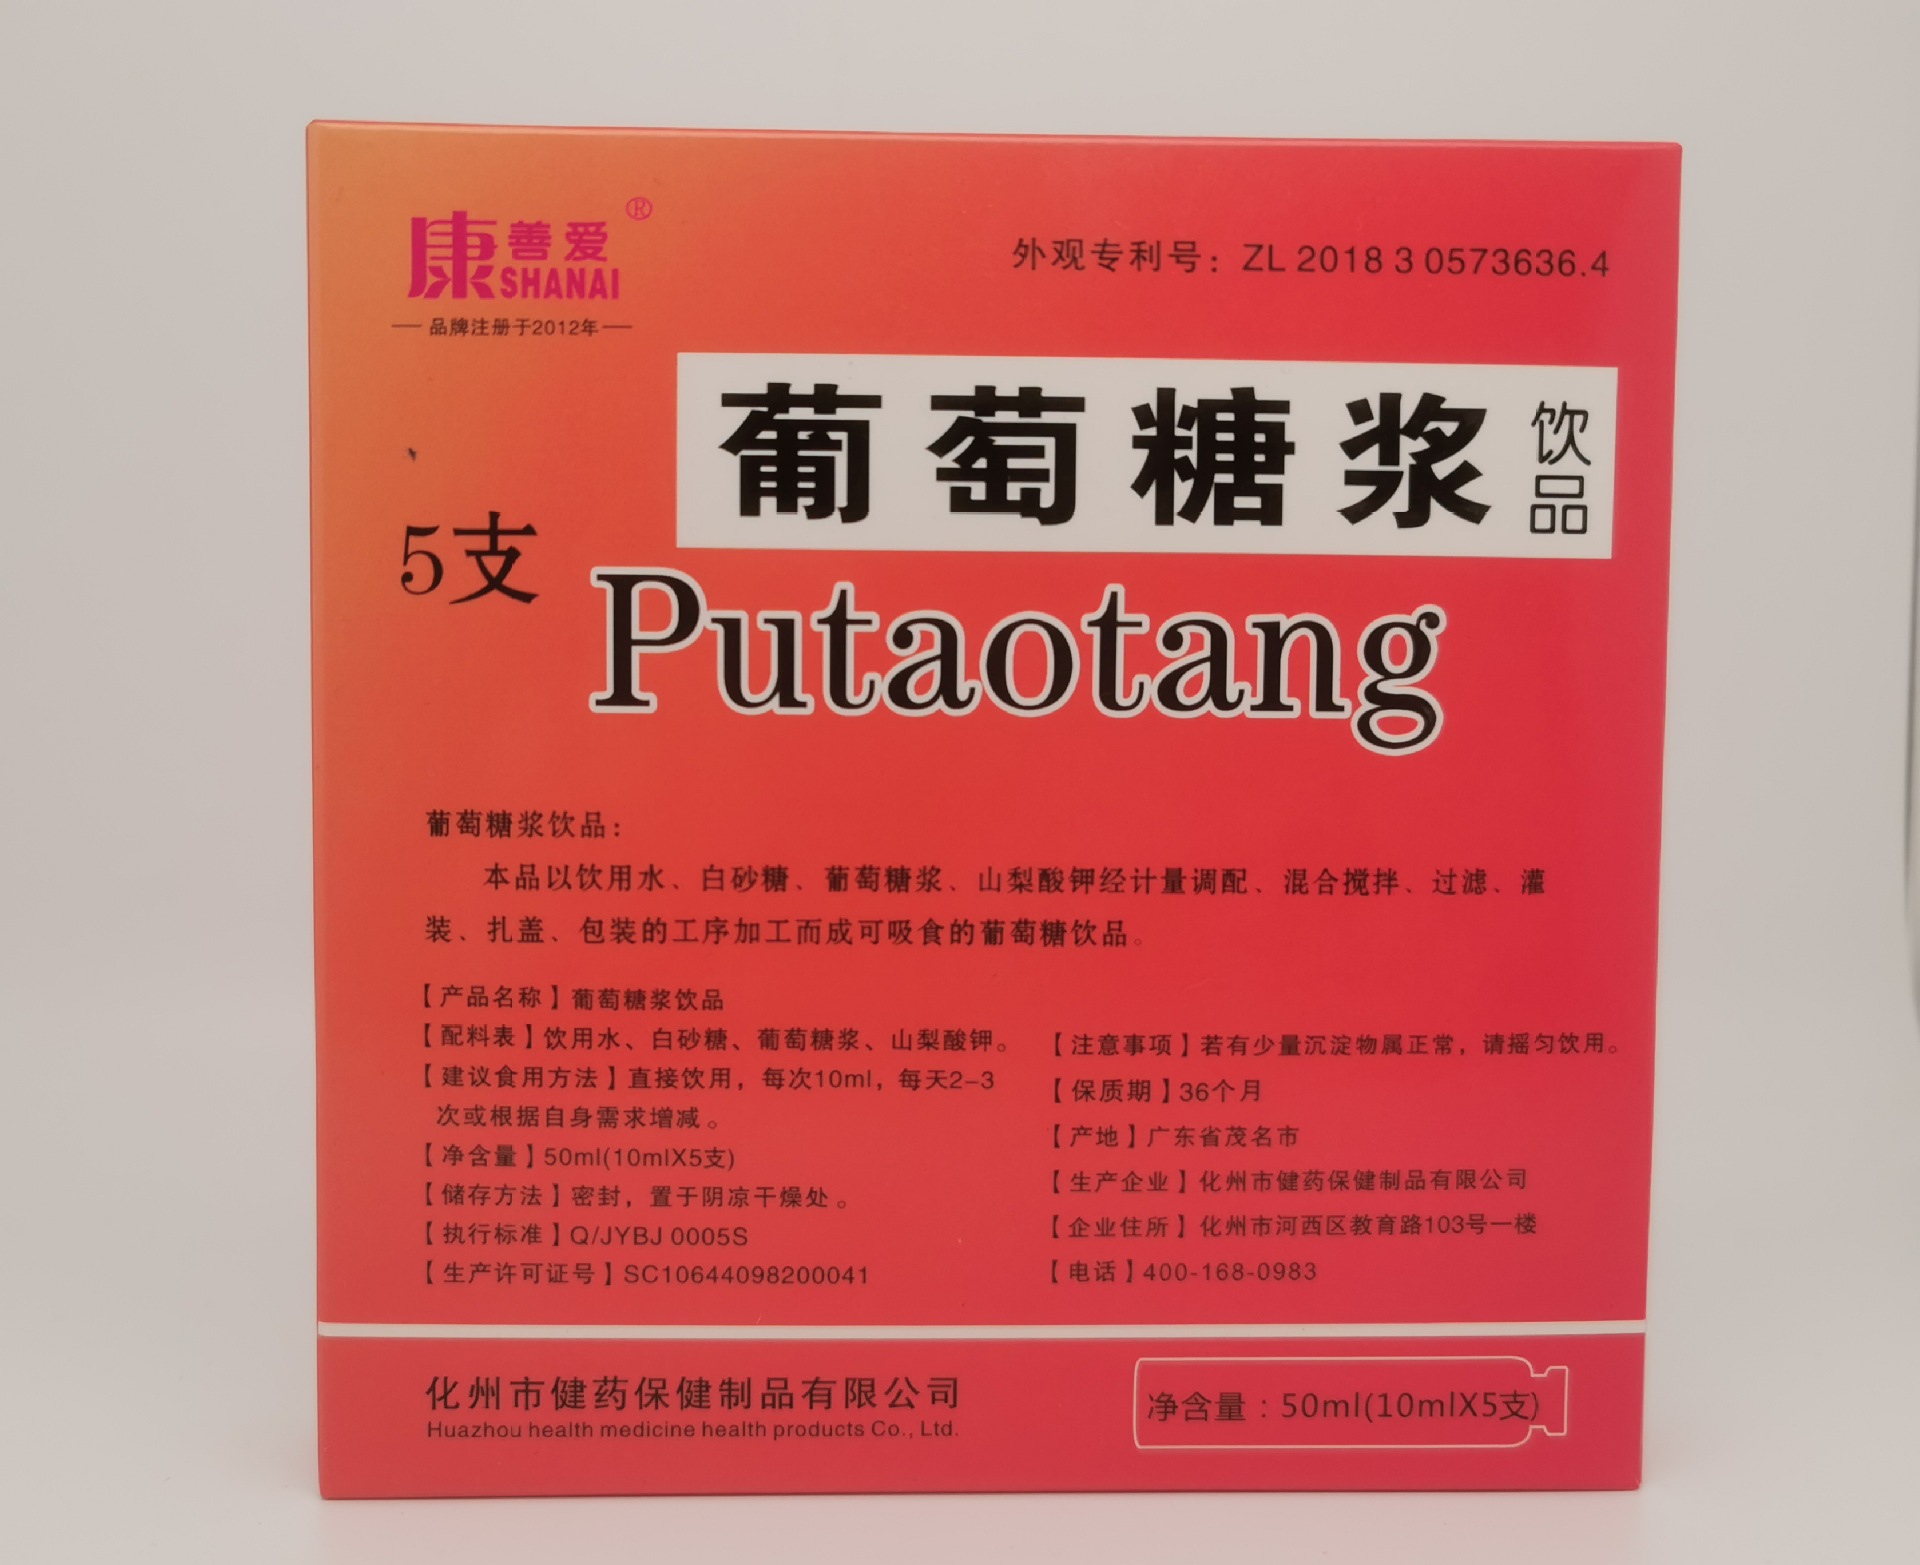 康善爱®
SHANAI
品牌注册于2012年
外观专利号：ZL 2018 3 0573636.4
葡萄糖浆饮品
5支
Putaotang
葡萄糖浆饮品：
本品以饮用水、白砂糖、葡萄糖浆、山梨酸钾经计量调配、混合搅拌、过滤、灌
装、扎盖、包装的工序加工而成可吸食的葡萄糖饮品。
【产品名称】葡萄糖浆饮品
【配料表】饮用水、白砂糖、葡萄糖浆、山梨酸钾。
【建议食用方法】直接饮用，每次10ml，每天2-3
次或根据自身需求增减。
【净含量】50ml(10mlX5支)
【储存方法】密封，置于阴凉干燥处。
【执行标准】Q/JYBJ 0005S
【生产许可证号】SC10644098200041
【注意事项】若有少量沉淀物属正常，请摇匀饮用。
【保质期】36个月
【产地】广东省茂名市
【生产企业】化州市健药保健制品有限公司
【企业住所】化州市河西区教育路103号一楼
【电话】400-168-0983
化州市健药保健制品有限公司
Huazhou health medicine health products Co., Ltd.
净含量：50ml(10mlX5支)